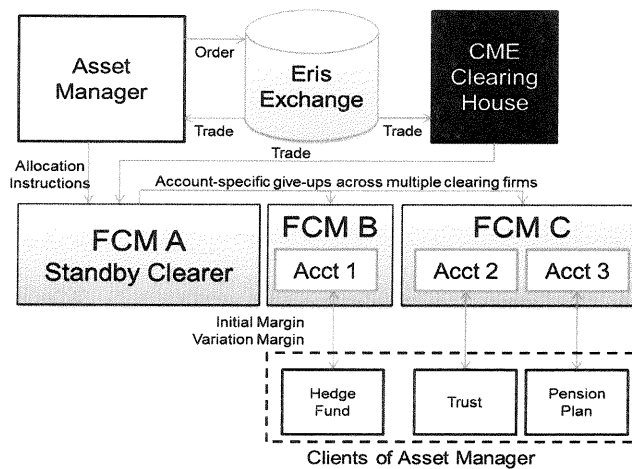 Asset
Manager
Order
Eris
Exchange
CME
Clearing
House
Trade
Trade
Trade
Allocation
Instructions
Account-specific give-ups across multiple clearing firms
FCM A
Standby Clearer
FCM B
Acct 1
FCM C
Acct 2
Acct 3
Initial Margin
Variation Margin
Hedge
Fund
Trust
Pension
Plan
Clients of Asset Manager